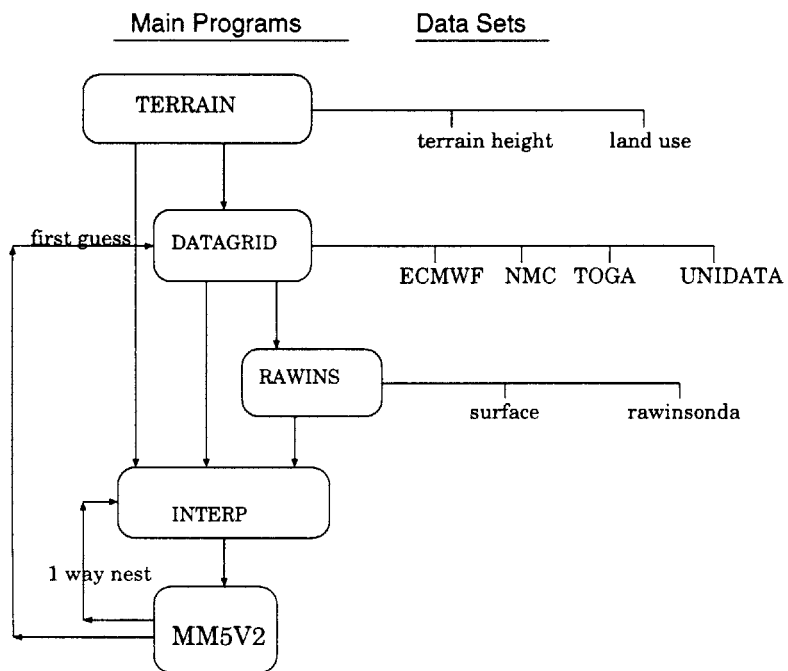 Main Programs Data Sets
TERRAIN
terrain height land use
first guess DATAGRID
ECMWF NMC TOGA UNIDATA
RAWINS
surface rawinsonda
INTERP
1 way nest
MM5V2